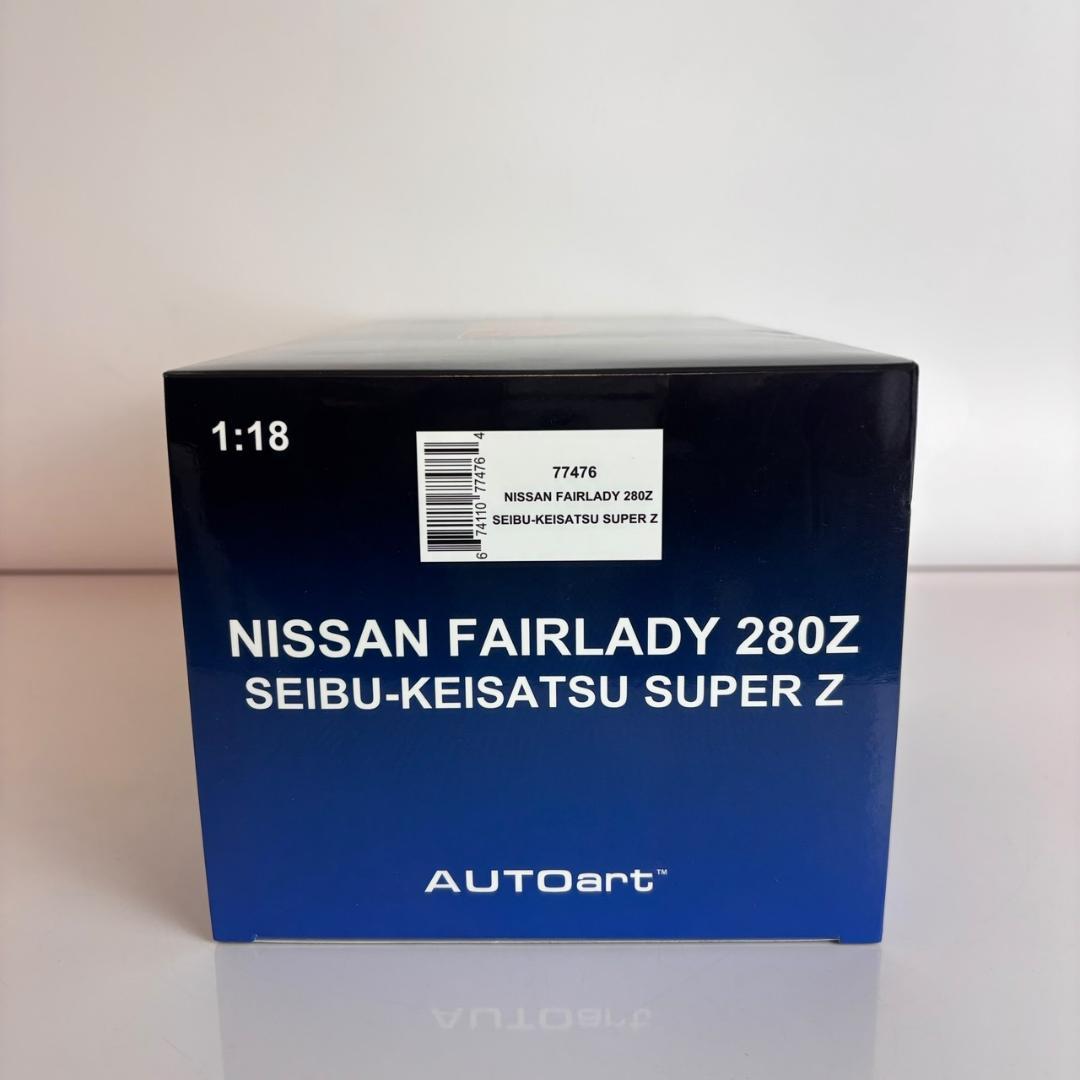 1:18
6 74110 77476 4
77476
NISSAN FAIRLADY 280Z
SEIBU-KEISATSU SUPER Z
NISSAN FAIRLADY 280Z
SEIBU-KEISATSU SUPER Z
AUTOart™